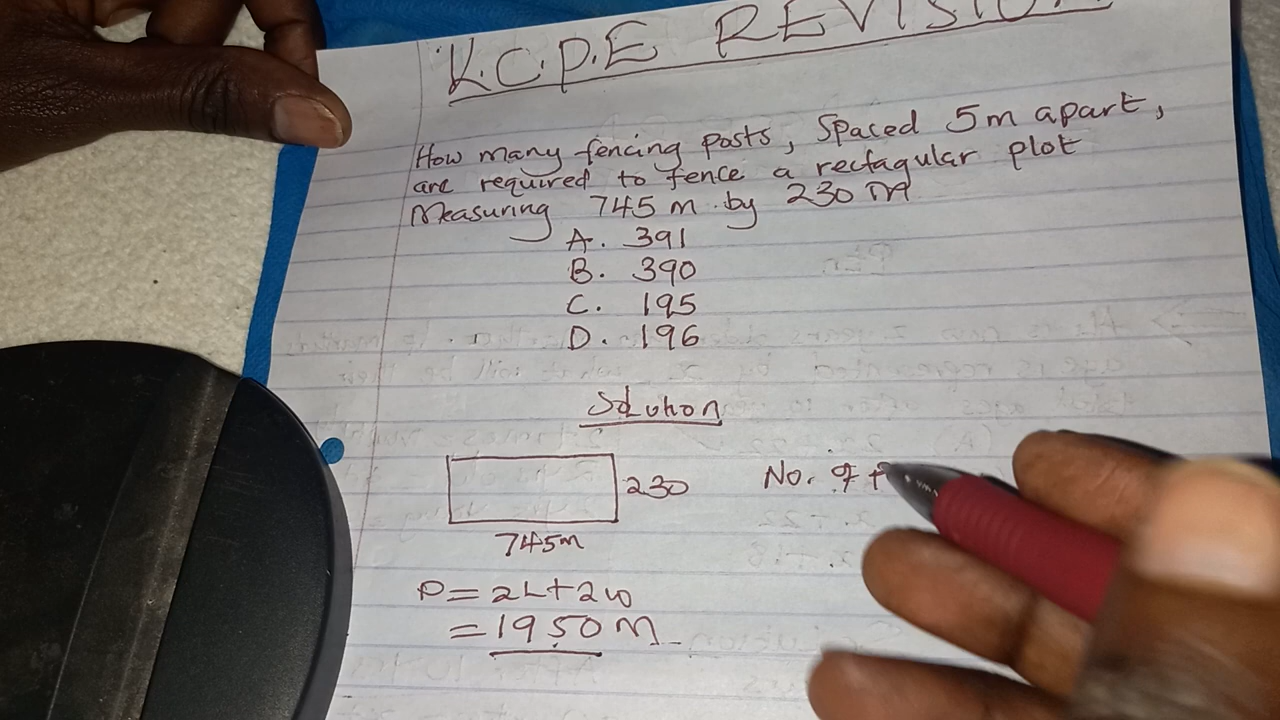 K.C.P.E REVISION
How many fencing posts, Spaced 5m apart,
are required to fence a rectagular plot
Measuring 745 m by 230 m
A. 391
B. 390
C. 195
D. 196
Solution
230
745m
No. of
P = 2L + 2w
= 1950 M